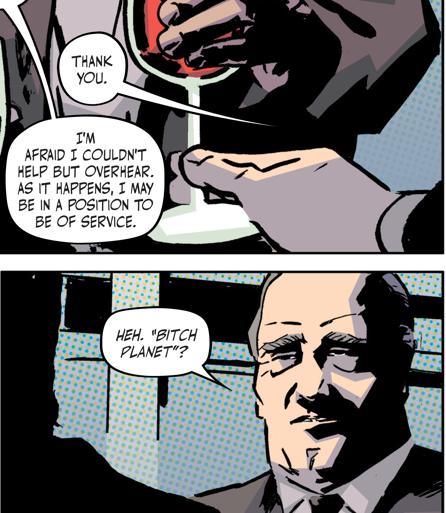 THANK
YOU.
I'M
AFRAID I COULDN'T
HELP BUT OVERHEAR.
AS IT HAPPENS, I MAY
BE IN A POSITION TO
BE OF SERVICE.
HEH. "BITCH
PLANET"?